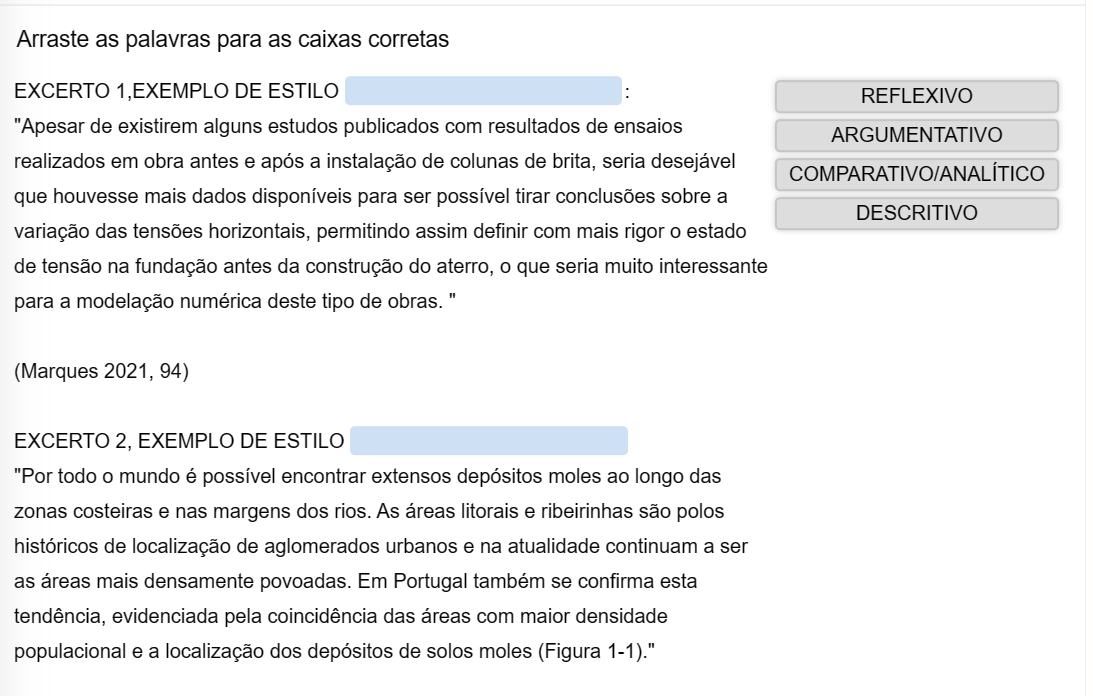 Arraste as palavras para as caixas corretas
EXCERTO 1,EXEMPLO DE ESTILO :
"Apesar de existirem alguns estudos publicados com resultados de ensaios
realizados em obra antes e após a instalação de colunas de brita, seria desejável
que houvesse mais dados disponíveis para ser possível tirar conclusões sobre a
variação das tensões horizontais, permitindo assim definir com mais rigor o estado
de tensão na fundação antes da construção do aterro, o que seria muito interessante
para a modelação numérica deste tipo de obras. "
(Marques 2021, 94)
EXCERTO 2, EXEMPLO DE ESTILO
"Por todo o mundo é possível encontrar extensos depósitos moles ao longo das
zonas costeiras e nas margens dos rios. As áreas litorais e ribeirinhas são polos
históricos de localização de aglomerados urbanos e na atualidade continuam a ser
as áreas mais densamente povoadas. Em Portugal também se confirma esta
tendência, evidenciada pela coincidência das áreas com maior densidade
populacional e a localização dos depósitos de solos moles (Figura 1-1)."
REFLEXIVO
ARGUMENTATIVO
COMPARATIVO/ANALÍTICO
DESCRITIVO